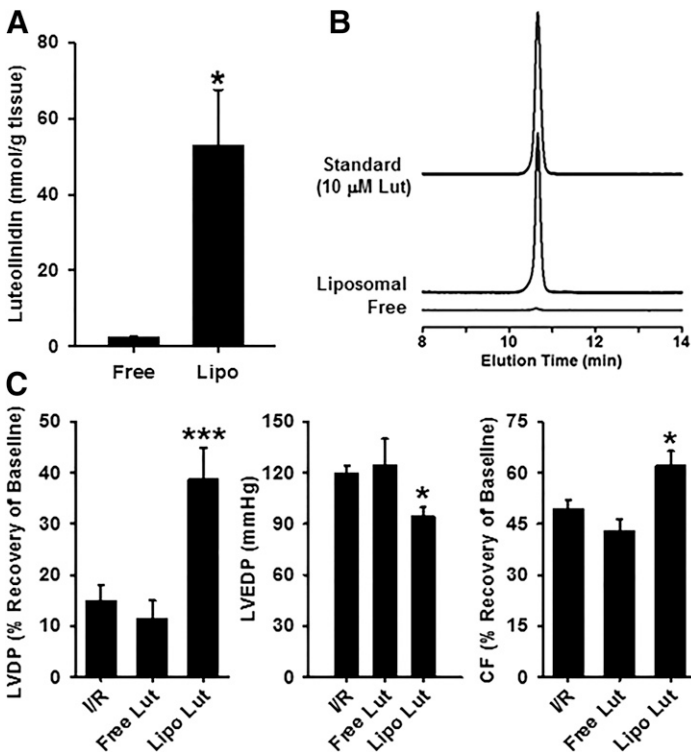 A
Luteolinidin (nmol/g tissue)
80
60
40
20
0
*
Free
Lipo
B
Standard
(10 µM Lut)
Liposomal
Free
8
10
12
14
Elution Time (min)
C
LVDP (% Recovery of Baseline)
50
40
30
20
10
0
***
I/R
Free Lut
Lipo Lut
LVEDP (mmHg)
150
120
90
60
30
0
*
I/R
Free Lut
Lipo Lut
CF (% Recovery of Baseline)
75
60
45
30
15
0
*
I/R
Free Lut
Lipo Lut